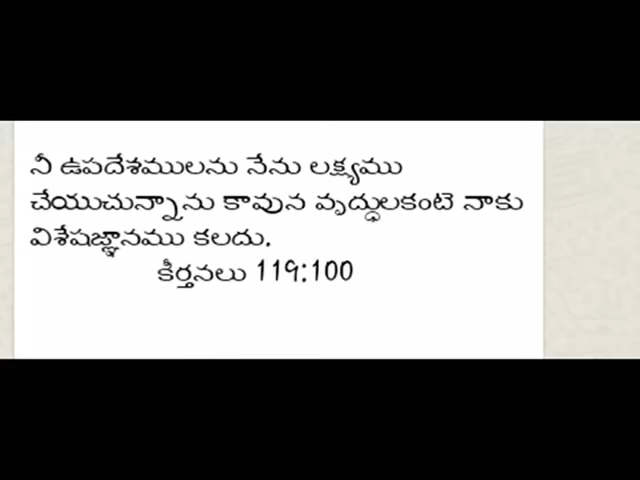 నీ ఉపదేశములను నేను లక్ష్యము
చేయుచున్నాను కావున వృద్ధులకంటె నాకు
విశేషజ్ఞానము కలదు.
కీర్తనలు 119:100